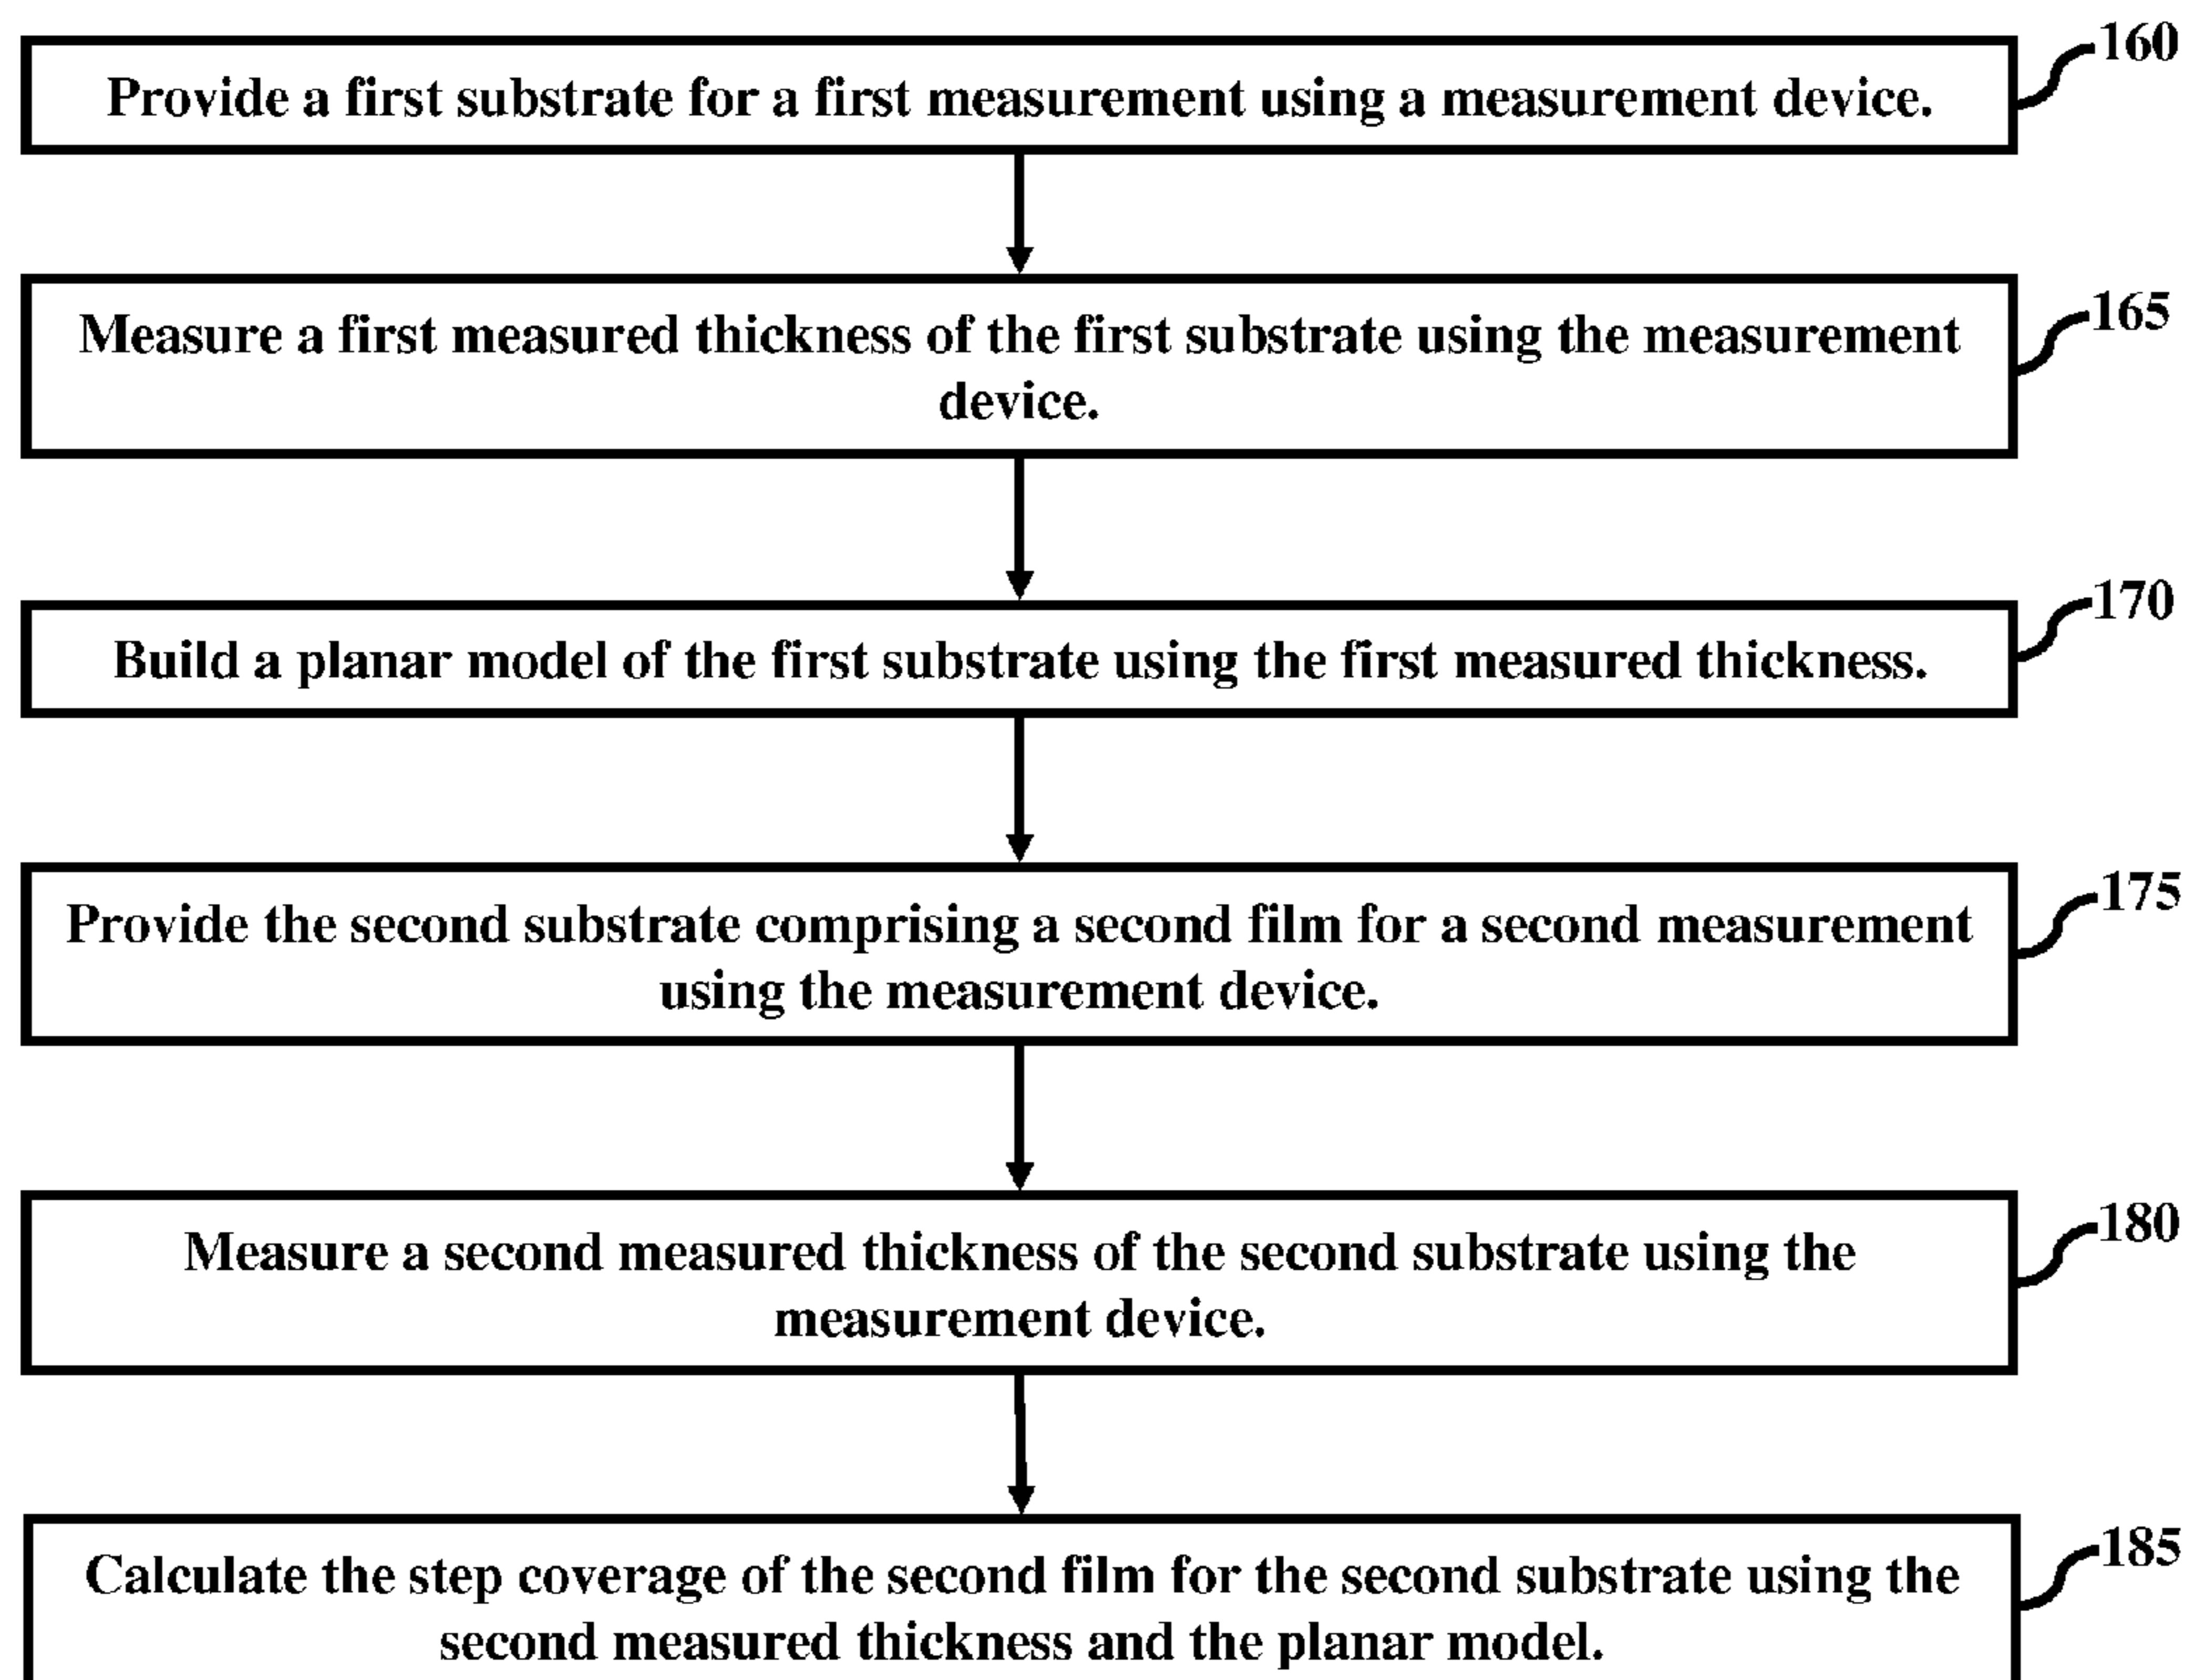 160
Provide a first substrate for a first measurement using a measurement device.
165
Measure a first measured thickness of the first substrate using the measurement
device.
170
Build a planar model of the first substrate using the first measured thickness.
175
Provide the second substrate comprising a second film for a second measurement
using the measurement device.
180
Measure a second measured thickness of the second substrate using the
measurement device.
185
Calculate the step coverage of the second film for the second substrate using the
second measured thickness and the planar model.